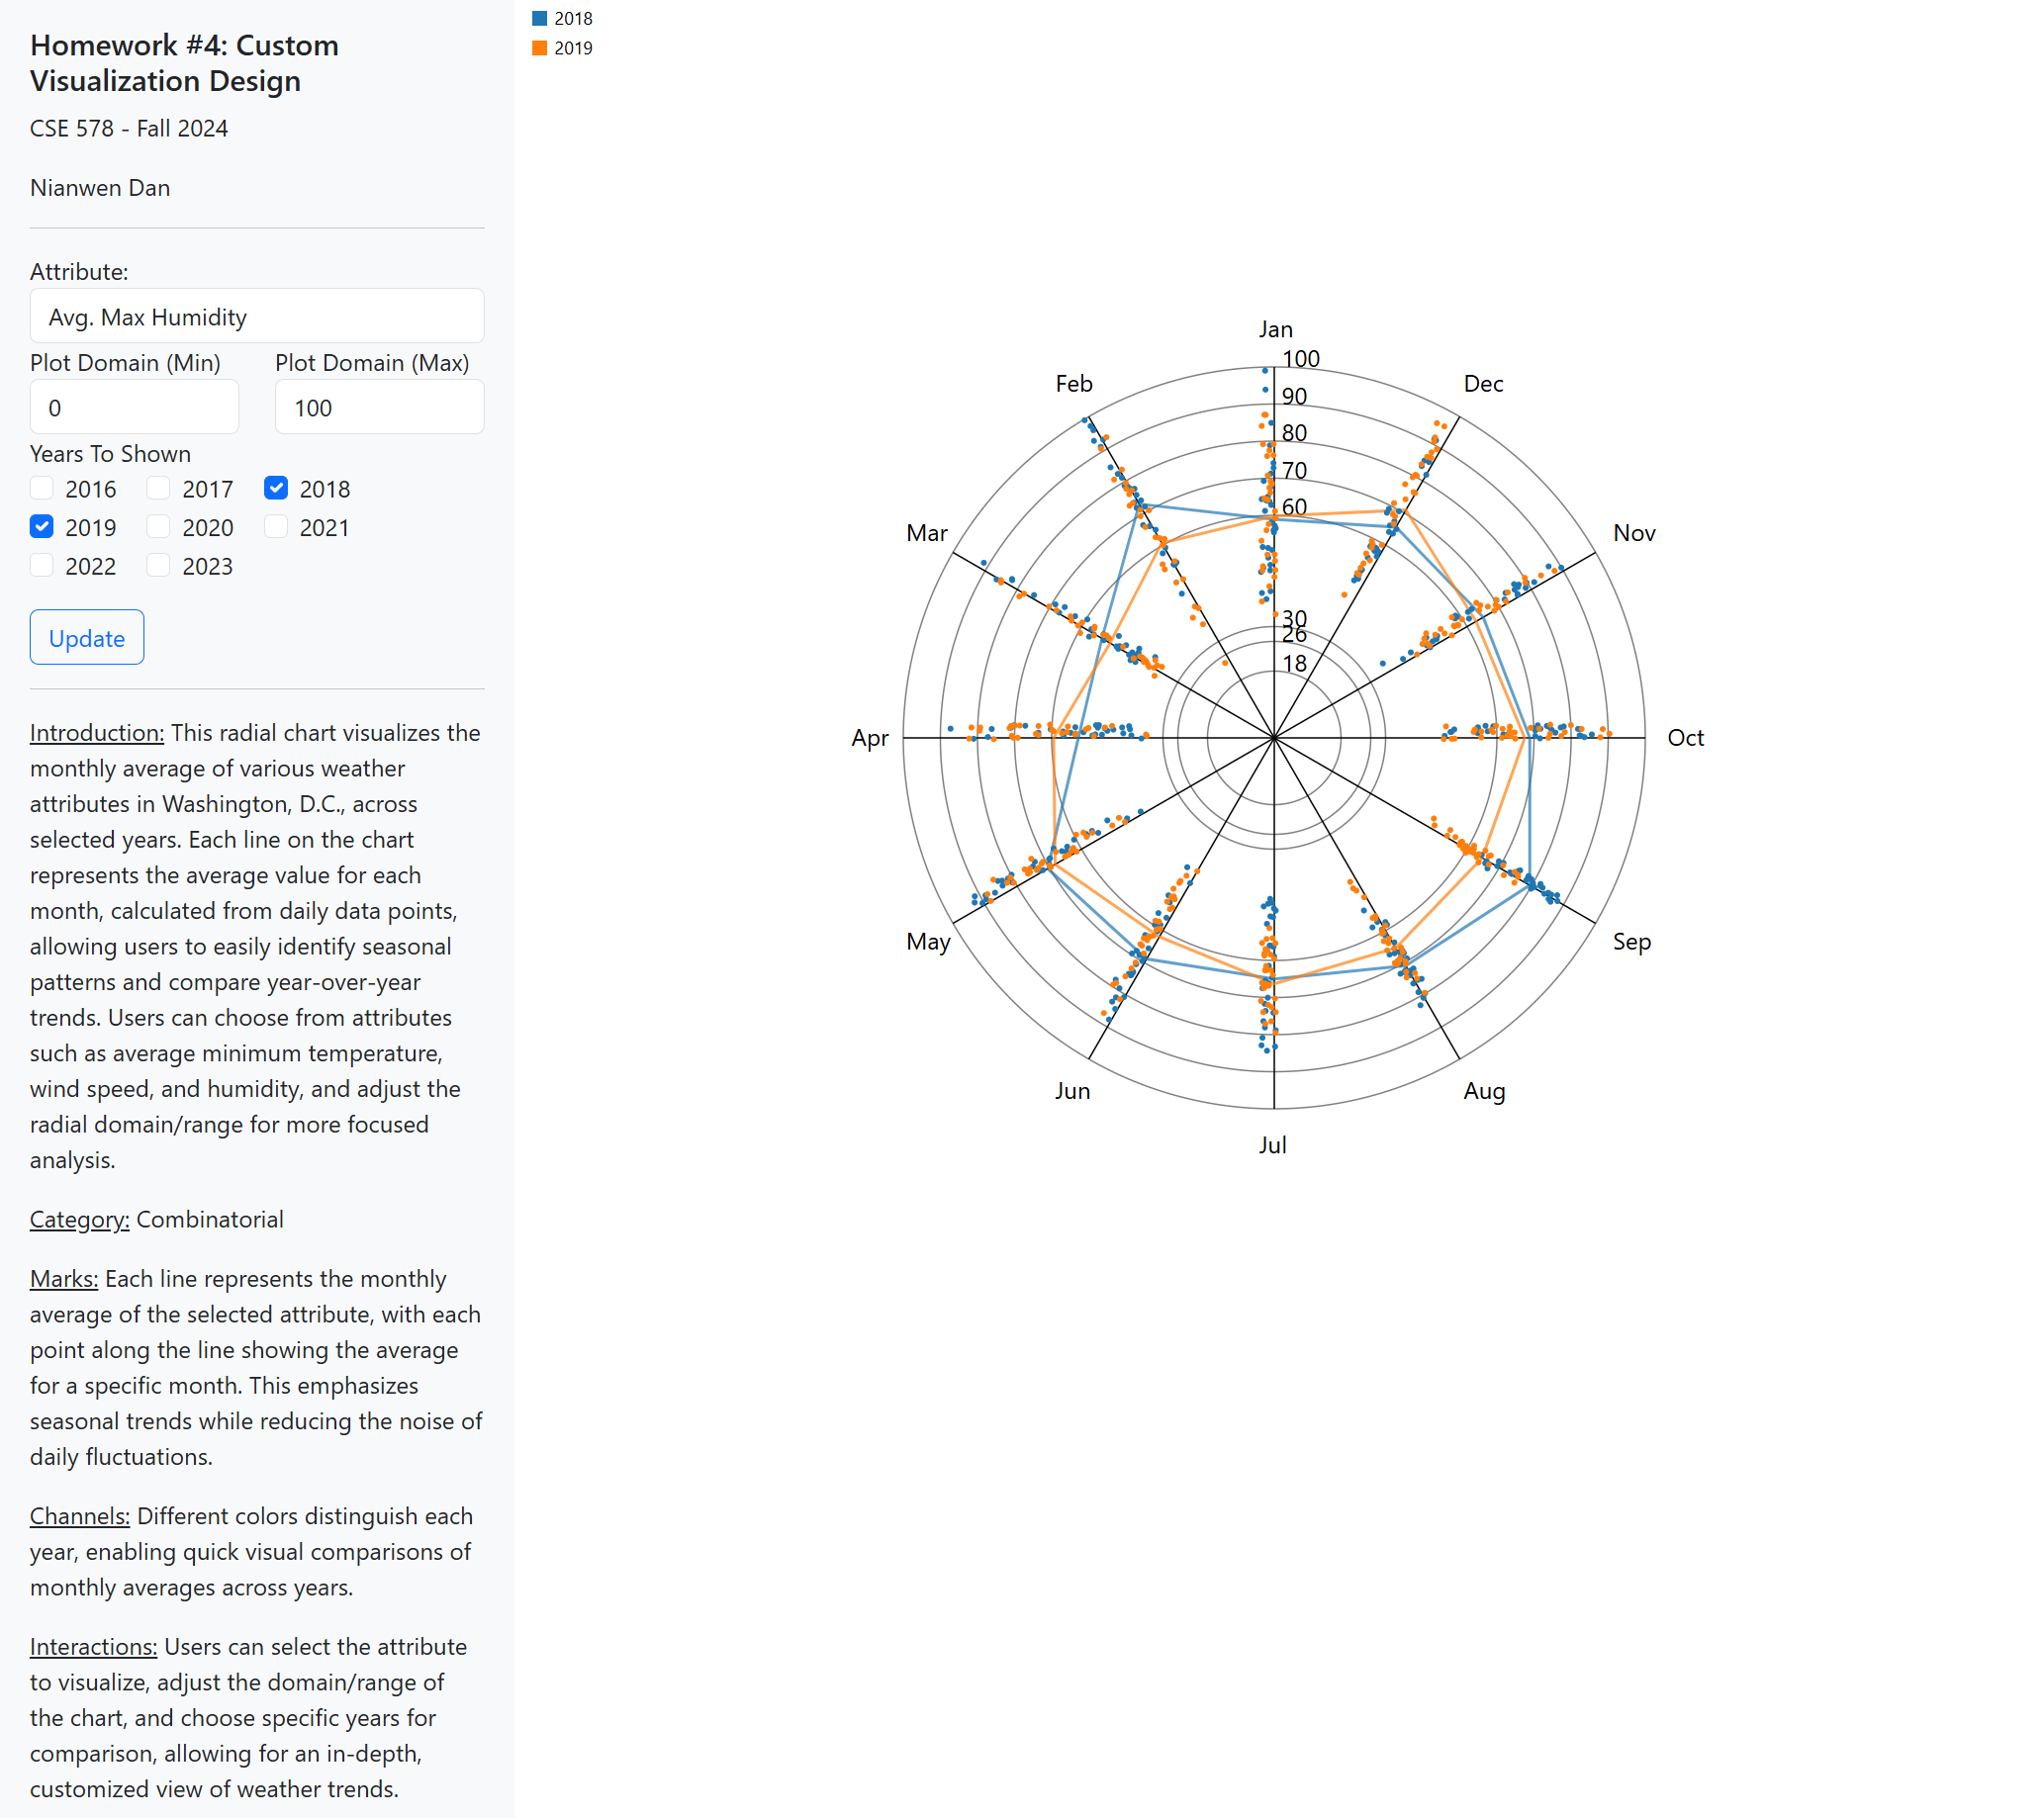 Homework #4: Custom
Visualization Design
CSE 578 - Fall 2024
Nianwen Dan
Attribute:
Avg. Max Humidity
Plot Domain (Min) Plot Domain (Max)
0 100
Years To Shown
2016 2017 2018
2019 2020 2021
2022 2023
Update
Introduction: This radial chart visualizes the
monthly average of various weather
attributes in Washington, D.C., across
selected years. Each line on the chart
represents the average value for each
month, calculated from daily data points,
allowing users to easily identify seasonal
patterns and compare year-over-year
trends. Users can choose from attributes
such as average minimum temperature,
wind speed, and humidity, and adjust the
radial domain/range for more focused
analysis.
Category: Combinatorial
Marks: Each line represents the monthly
average of the selected attribute, with each
point along the line showing the average
for a specific month. This emphasizes
seasonal trends while reducing the noise of
daily fluctuations.
Channels: Different colors distinguish each
year, enabling quick visual comparisons of
monthly averages across years.
Interactions: Users can select the attribute
to visualize, adjust the domain/range of
the chart, and choose specific years for
comparison, allowing for an in-depth,
customized view of weather trends.
2018
2019
Jan
100
Feb
Dec
90
80
70
60
Mar
Nov
30
26
18
Apr
Oct
May
Sep
Jun
Aug
Jul